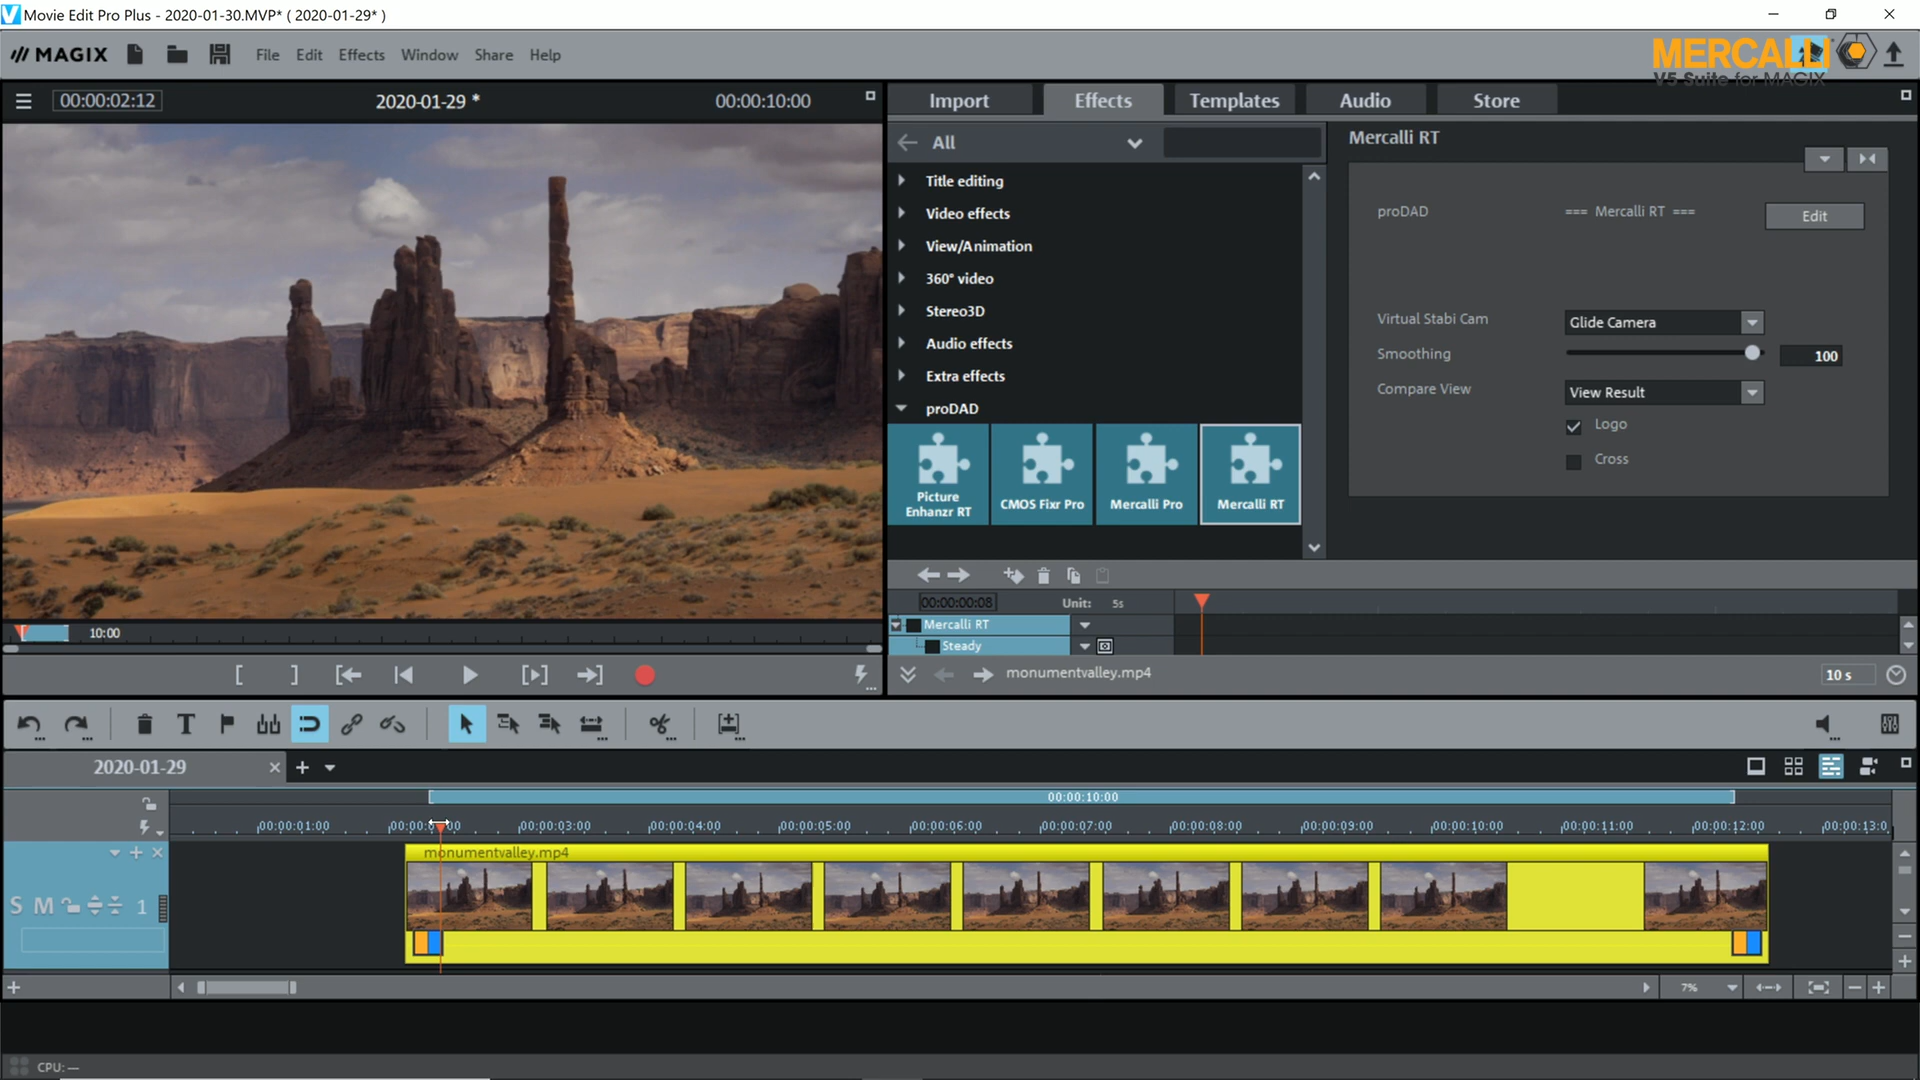 Movie Edit Pro Plus - 2020-01-30.MVP* ( 2020-01-29* )
MAGIX
File Edit Effects Window Share Help
MERCALLI
V5 Suite for MAGIX
00:00:02:12
2020-01-29 *
00:00:10:00
Import Effects Templates Audio Store
All
Title editing
Video effects
View/Animation
360° video
Stereo3D
Audio effects
Extra effects
proDAD
Picture
Enhanzr RT
CMOS Fixr Pro
Mercalli Pro
Mercalli RT
Mercalli RT
proDAD
=== Mercalli RT ===
Edit
Virtual Stabi Cam
Glide Camera
Smoothing
100
Compare View
View Result
Logo
Cross
00:00:00:08
Unit: 5s
Mercalli RT
Steady
monumentvalley.mp4
10 s
10:00
2020-01-29
00:00:10:00
00:00:01:00
00:00:03:00
00:00:04:00
00:00:05:00
00:00:06:00
00:00:07:00
00:00:08:00
00:00:09:00
00:00:10:00
00:00:11:00
00:00:12:00
00:00:13:0
monumentvalley.mp4
S M 1
7%
CPU: —